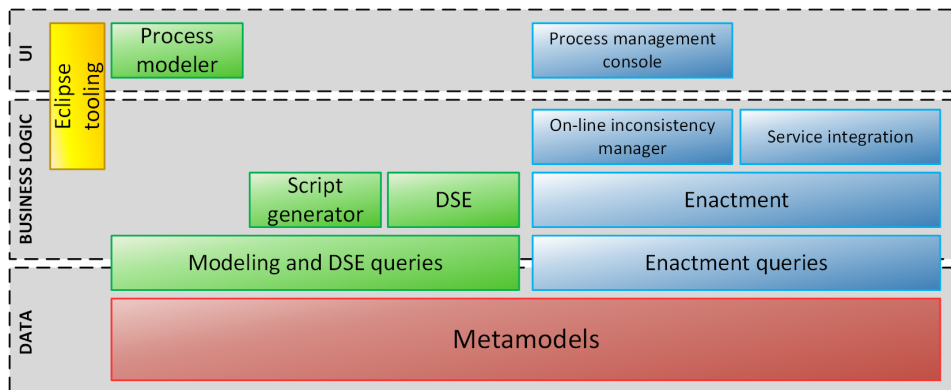 UI
Eclipse
tooling
Process
modeler
Process management
console
BUSINESS LOGIC
On-line inconsistency
manager
Service integration
Script
generator
DSE
Enactment
Modeling and DSE queries
Enactment queries
DATA
Metamodels